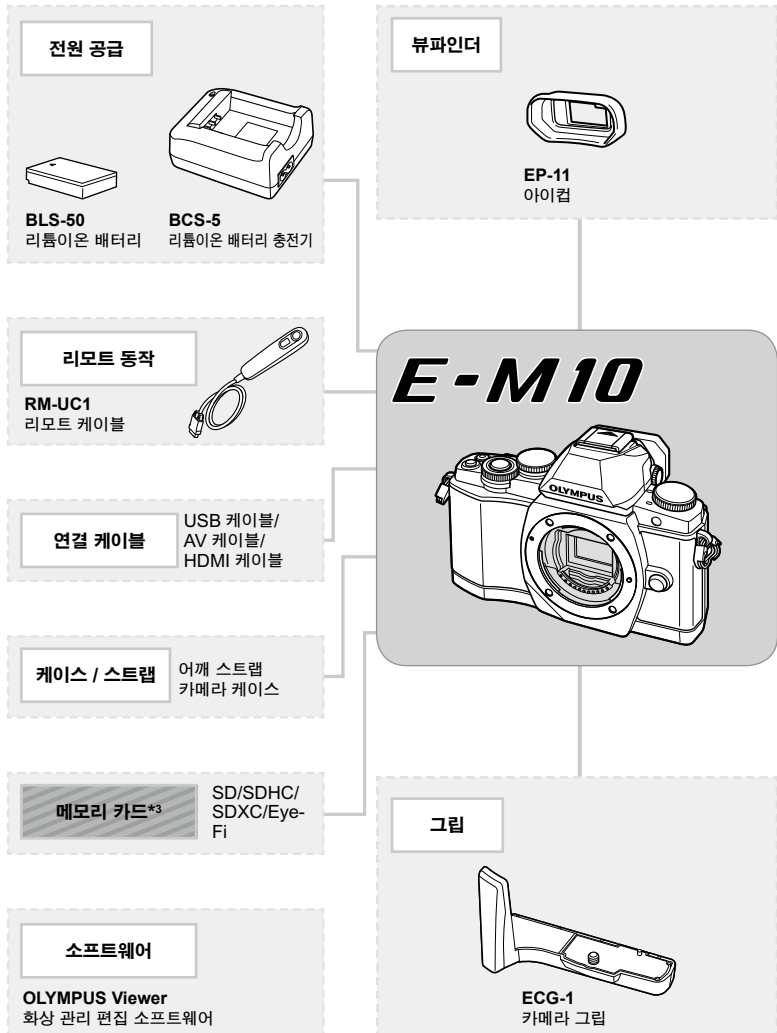 전원 공급
BLS-50
리튬이온 배터리
BCS-5
리튬이온 배터리 충전기
뷰파인더
EP-11
아이컵
리모트 동작
RM-UC1
리모트 케이블
E-M10
OLYMPUS
연결 케이블
USB 케이블/
AV 케이블/
HDMI 케이블
케이스 / 스트랩
어깨 스트랩
카메라 케이스
메모리 카드*3
SD/SDHC/
SDXC/Eye-
Fi
그립
ECG-1
카메라 그립
소프트웨어
OLYMPUS Viewer
화상 관리 편집 소프트웨어